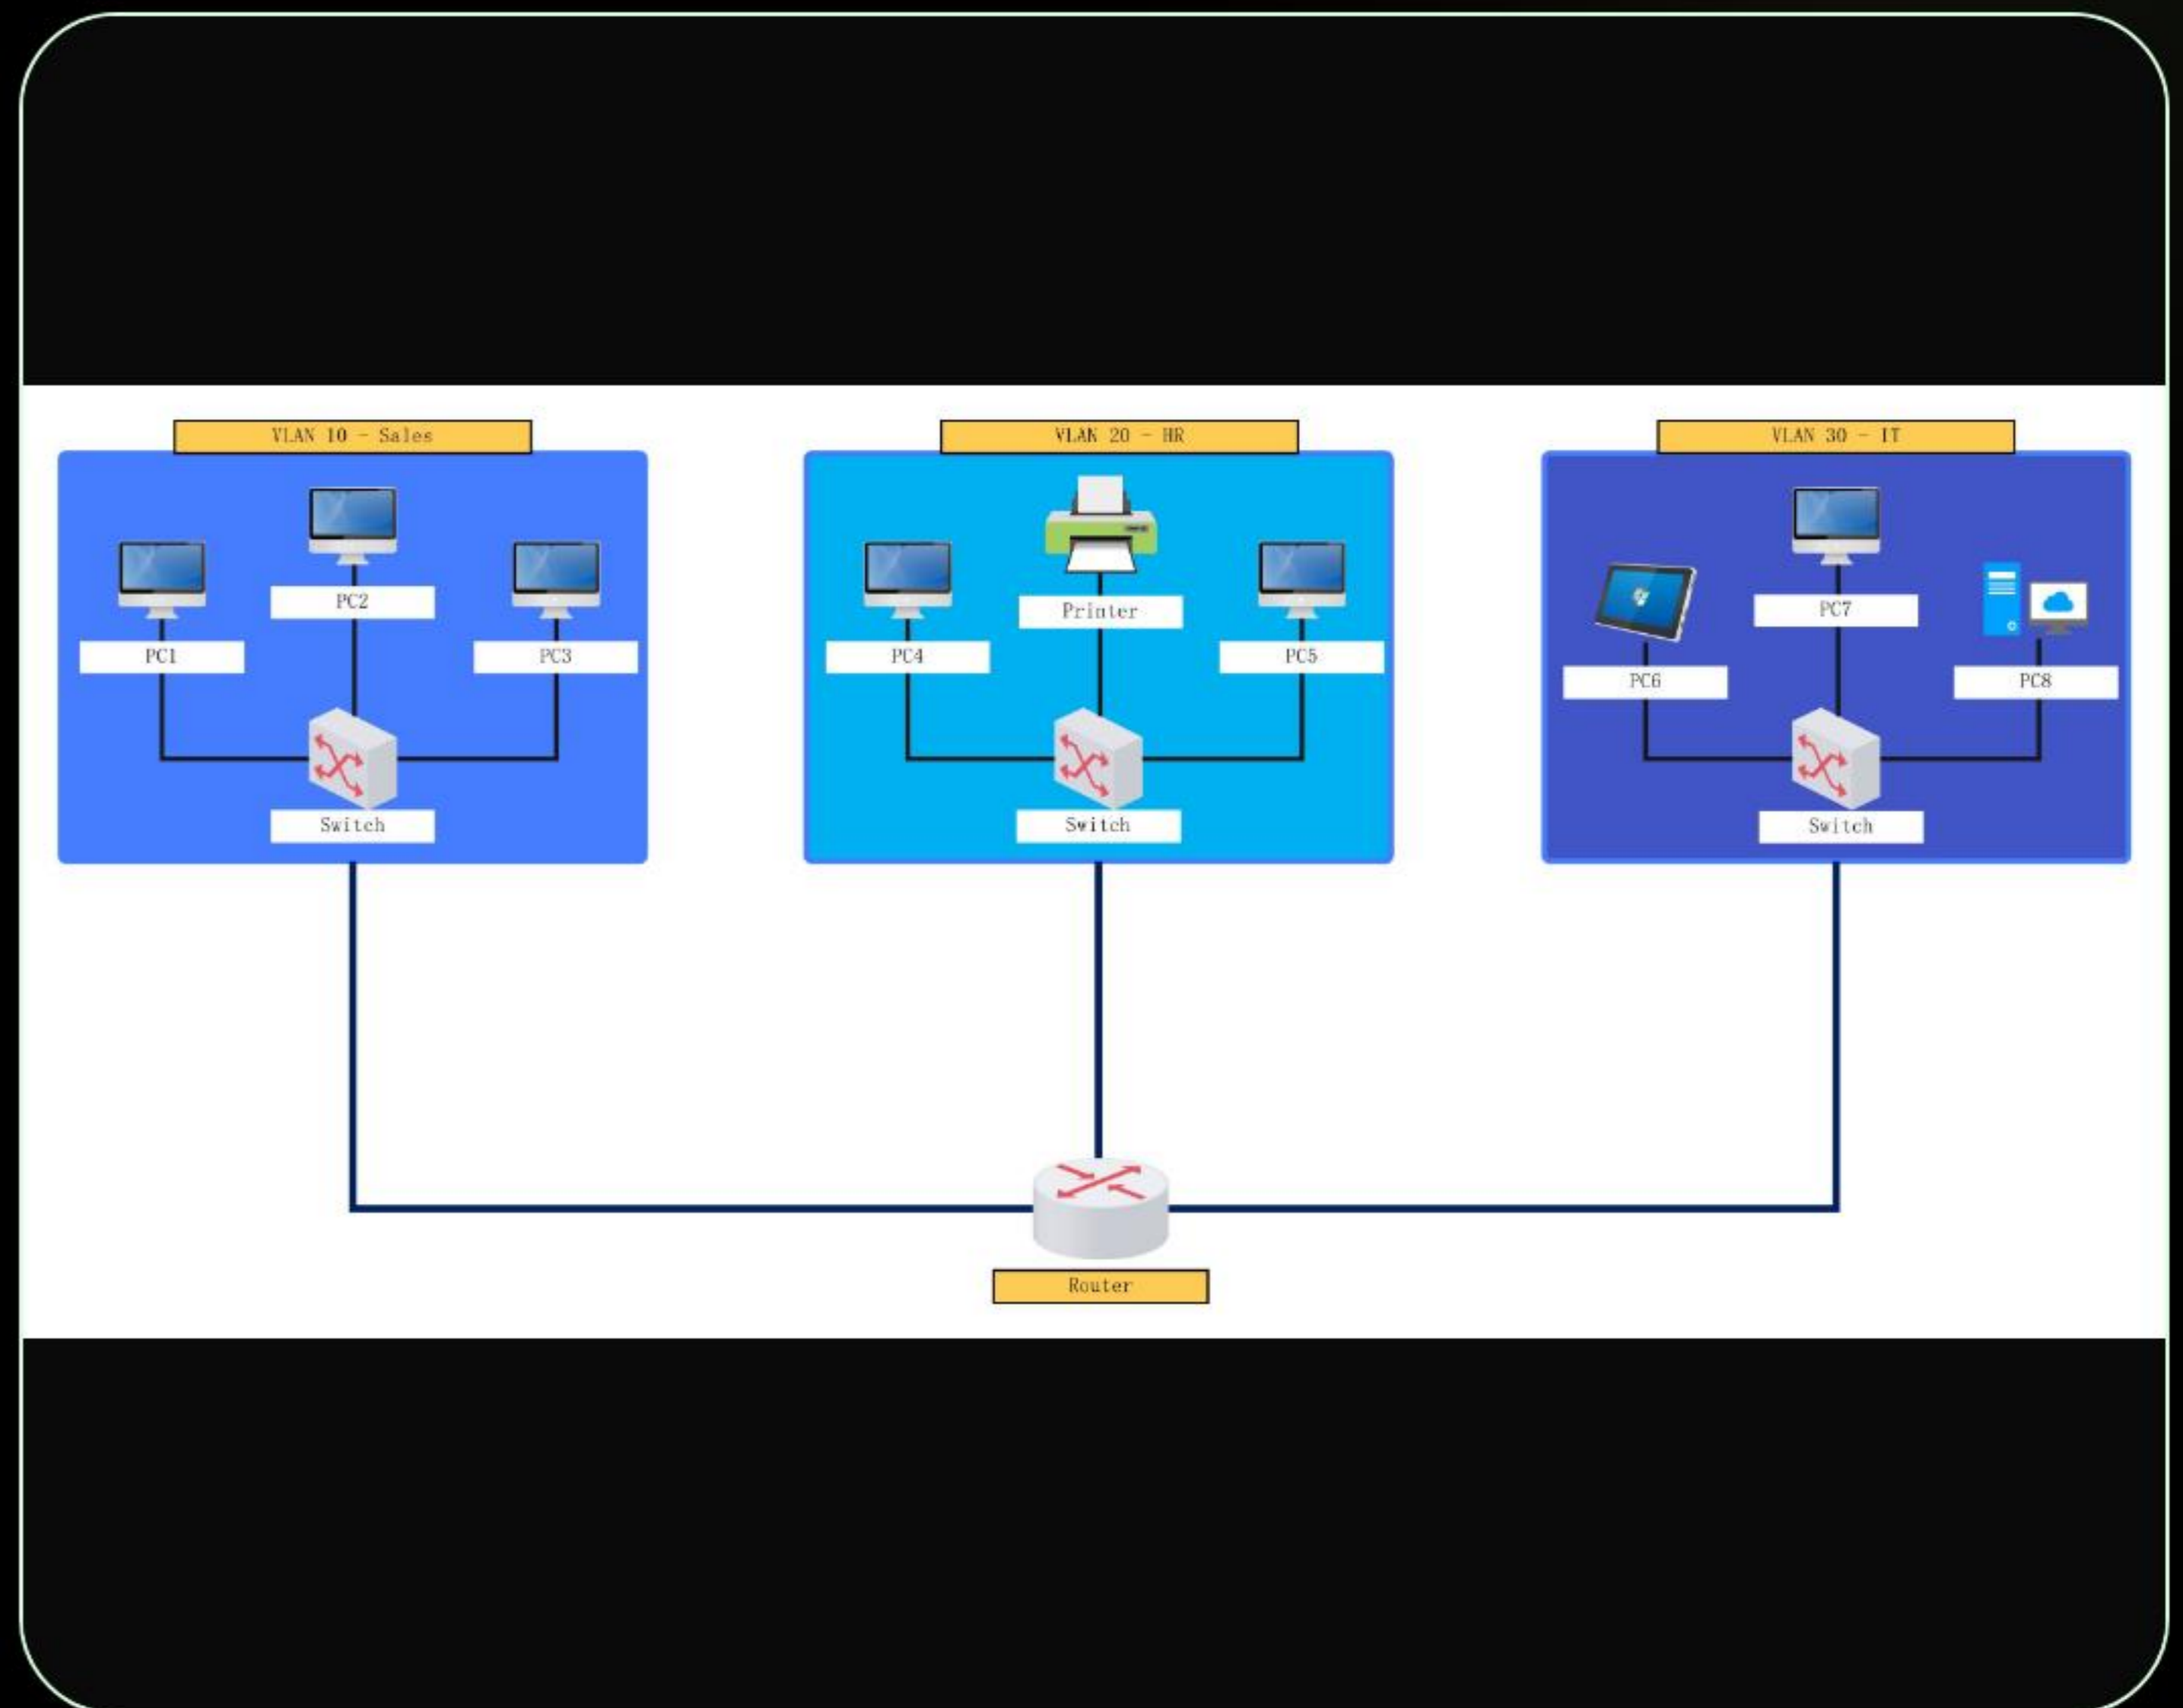 VLAN 10 - Sales
VLAN 20 - HR
VLAN 30 - IT
PC2
Printer
PC7
PC1
PC3
PC4
PC5
PC6
PC8
Switch
Switch
Switch
Router